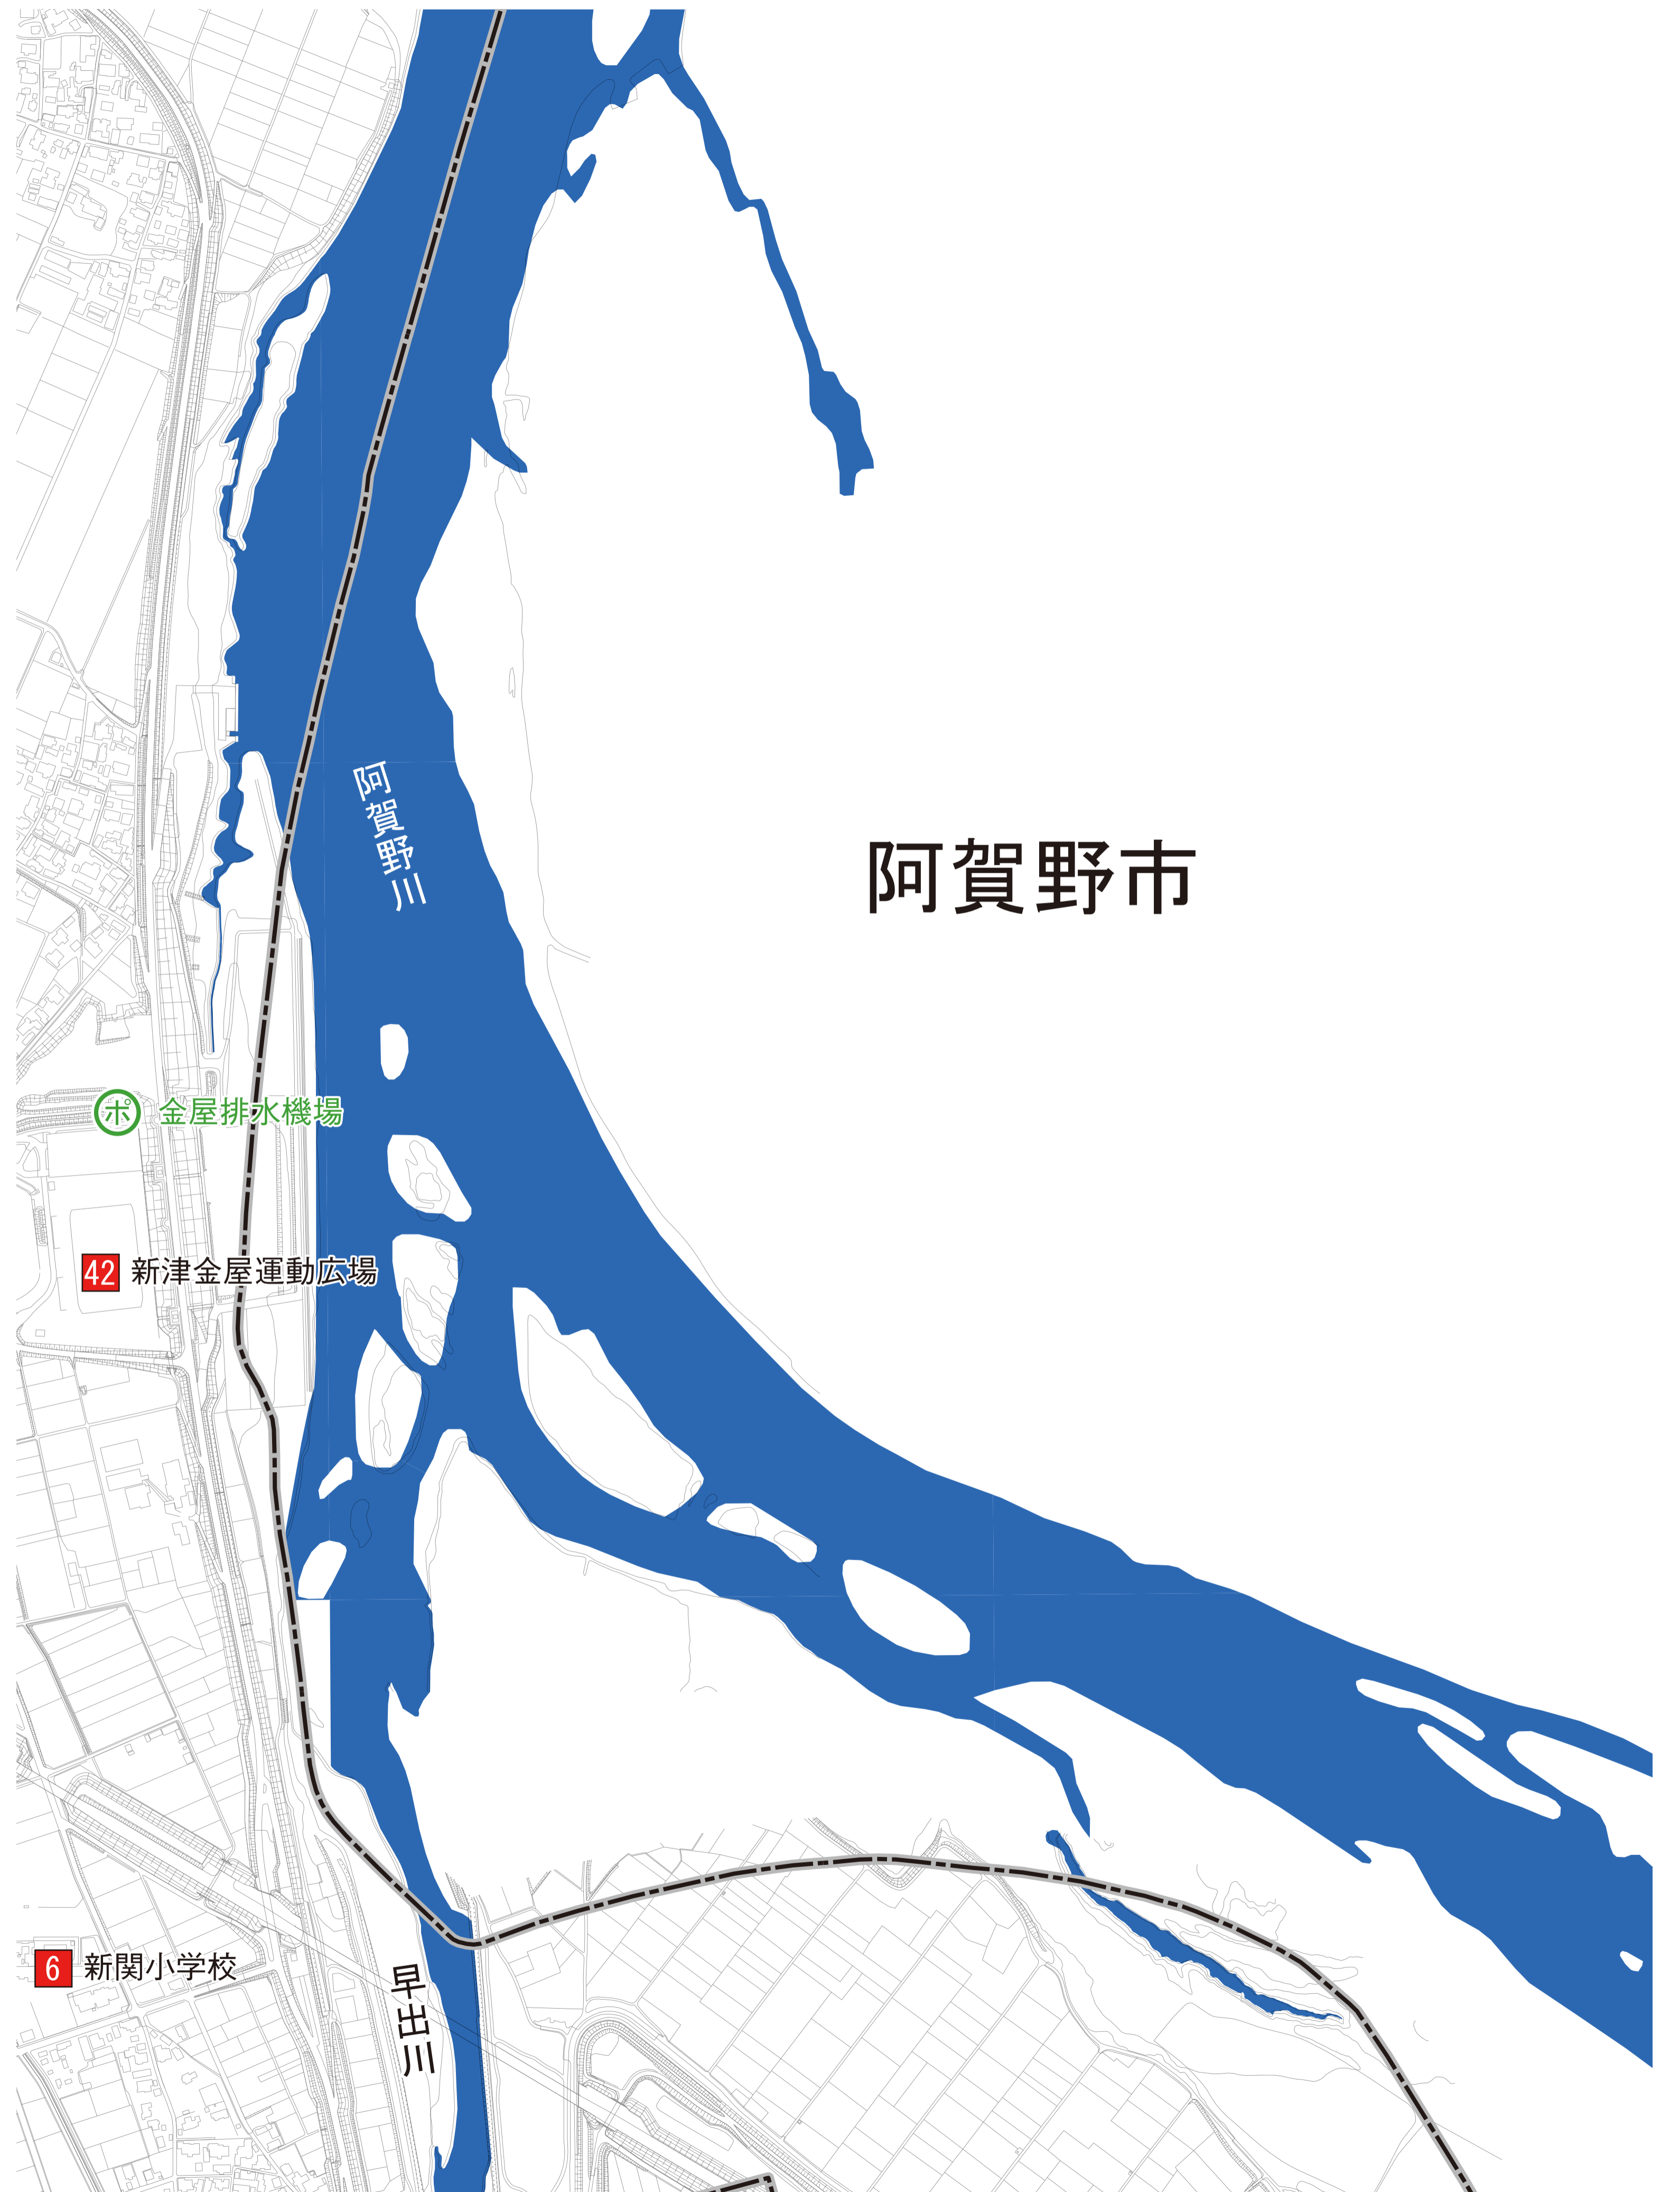 阿賀野川
阿賀野市
ポ 金屋排水機場
42 新津金屋運動広場
6 新関小学校
早出川